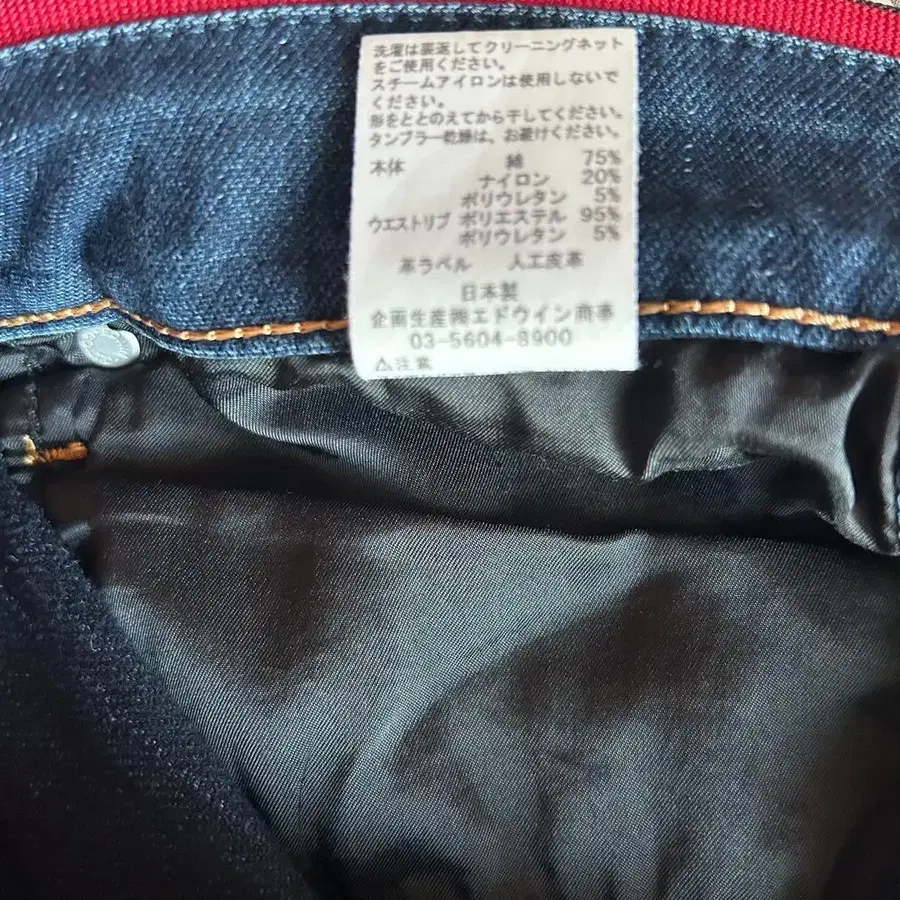 洗濯は裏返してクリーニングネット
をご使用ください。
スチームアイロンは使用しないで
ください。
形をととのえてから干してください。
タンブラー乾燥は、お避けください。
本体 綿 75%
ナイロン 20%
ポリウレタン 5%
ウエストリブ ポリエステル 95%
ポリウレタン 5%
革ラベル 人工皮革
日本製
企画生産㈱エドウイン商事
03-5604-8900
⚠注意